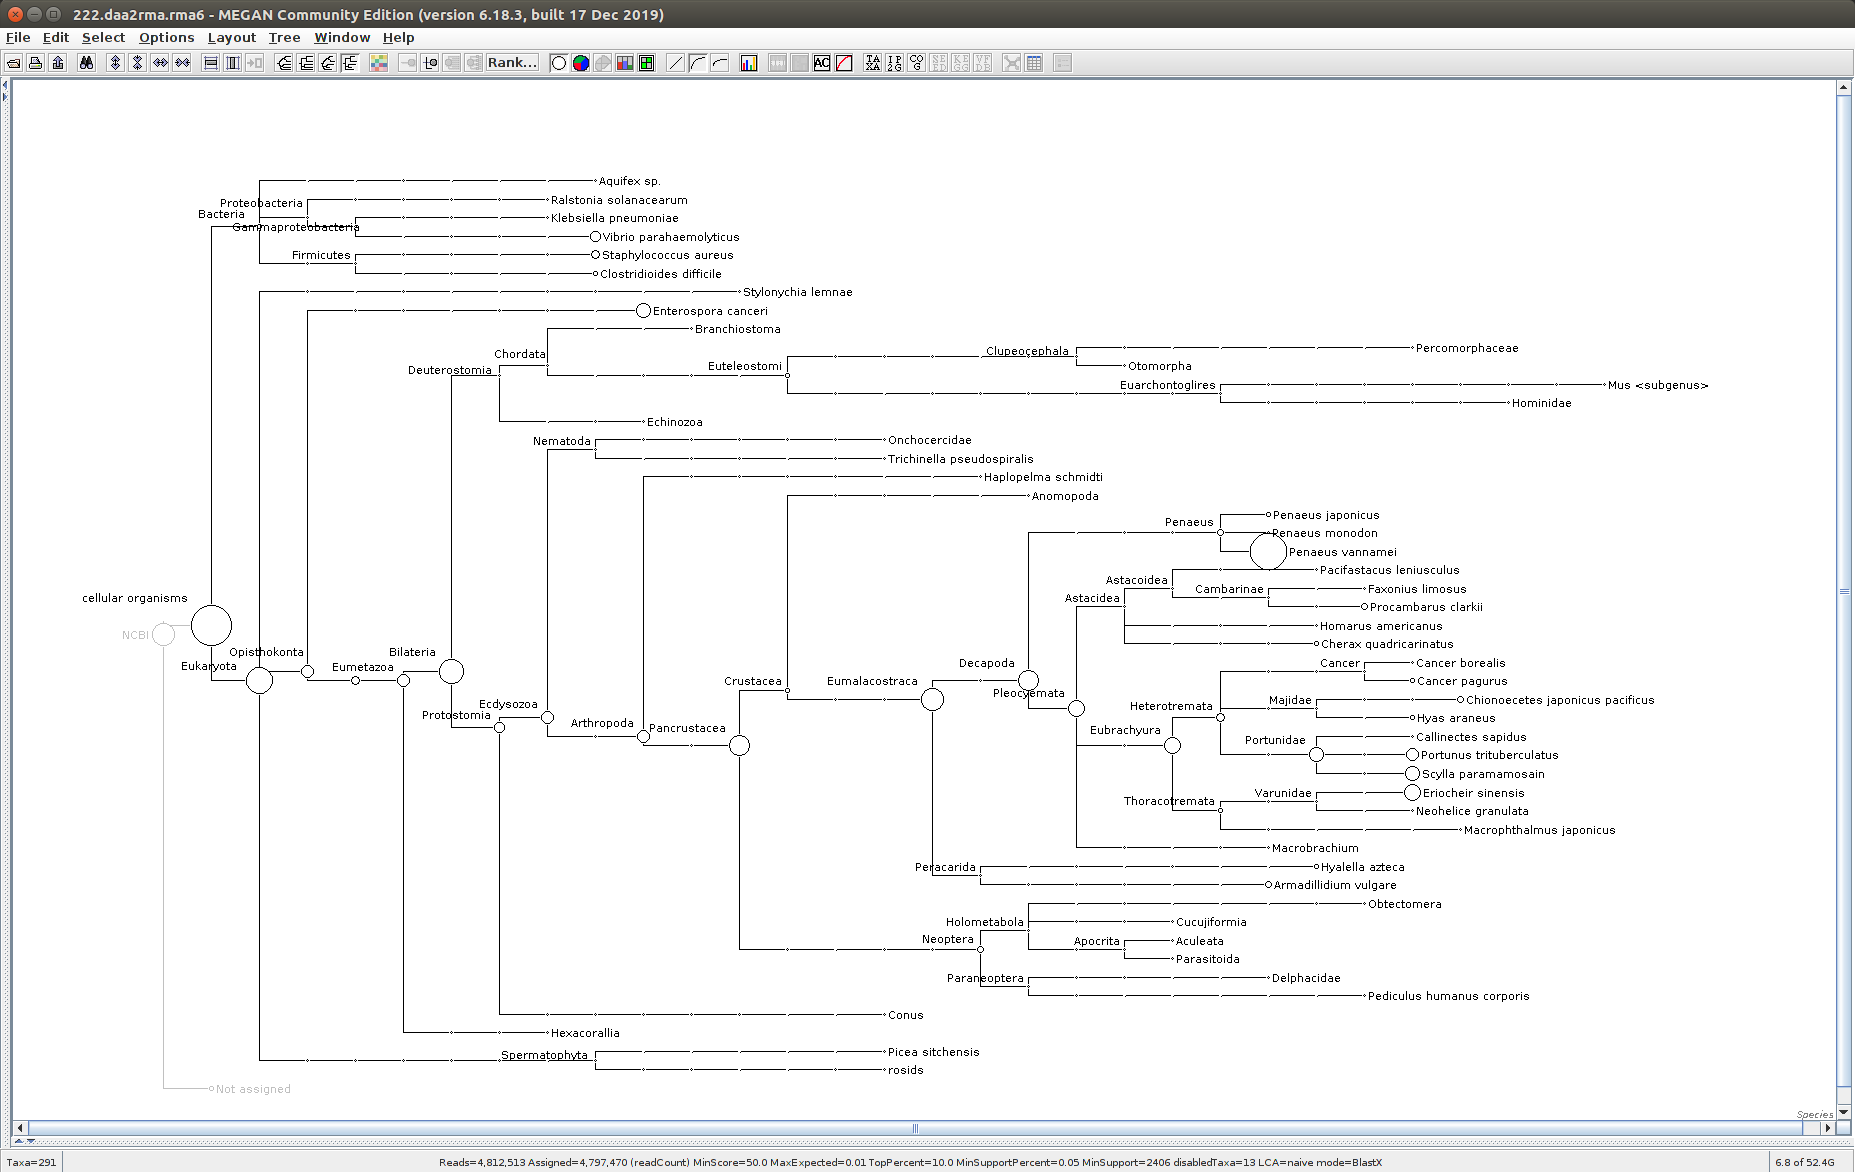 222.daa2rma.rma6 - MEGAN Community Edition (version 6.18.3, built 17 Dec 2019)
File Edit Select Options Layout Tree Window Help
Rank... AC TAXA IP2G COG SEED KEGG VFDB
Aquifex sp.
Proteobacteria
Ralstonia solanacearum
Bacteria
Klebsiella pneumoniae
Gammaproteobacteria
Vibrio parahaemolyticus
Firmicutes
Staphylococcus aureus
Clostridioides difficile
Stylonychia lemnae
Enterospora canceri
Branchiostoma
Chordata
Clupeocephala
Percomorphaceae
Deuterostomia
Euteleostomi
Otomorpha
Euarchontoglires
Mus <subgenus>
Hominidae
Echinozoa
Nematoda
Onchocercidae
Trichinella pseudospiralis
Haplopelma schmidti
Anomopoda
Penaeus
Penaeus japonicus
Penaeus monodon
Penaeus vannamei
Astacoidea
Pacifastacus leniusculus
Cambarinae
Faxonius limosus
cellular organisms
Astacidea
Procambarus clarkii
NCBI
Homarus americanus
Cherax quadricarinatus
Opisthokonta
Bilateria
Eukaryota
Eumetazoa
Decapoda
Cancer
Cancer borealis
Crustacea
Eumalacostraca
Cancer pagurus
Pleocyemata
Majidae
Chionoecetes japonicus pacificus
Ecdysozoa
Heterotremata
Hyas araneus
Protostomia
Arthropoda
Pancrustacea
Eubrachyura
Portunidae
Callinectes sapidus
Portunus trituberculatus
Scylla paramamosain
Thoracotremata
Varunidae
Eriocheir sinensis
Neohelice granulata
Macrophthalmus japonicus
Macrobrachium
Peracarida
Hyalella azteca
Armadillidium vulgare
Obtectomera
Holometabola
Cucujiformia
Neoptera
Apocrita
Aculeata
Parasitoida
Paraneoptera
Delphacidae
Pediculus humanus corporis
Conus
Hexacorallia
Spermatophyta
Picea sitchensis
rosids
Not assigned
Species
Taxa=291 Reads=4,812,513 Assigned=4,797,470 (readCount) MinScore=50.0 MaxExpected=0.01 TopPercent=10.0 MinSupportPercent=0.05 MinSupport=2406 disabledTaxa=13 LCA=naive mode=BlastX 6.8 of 52.4G